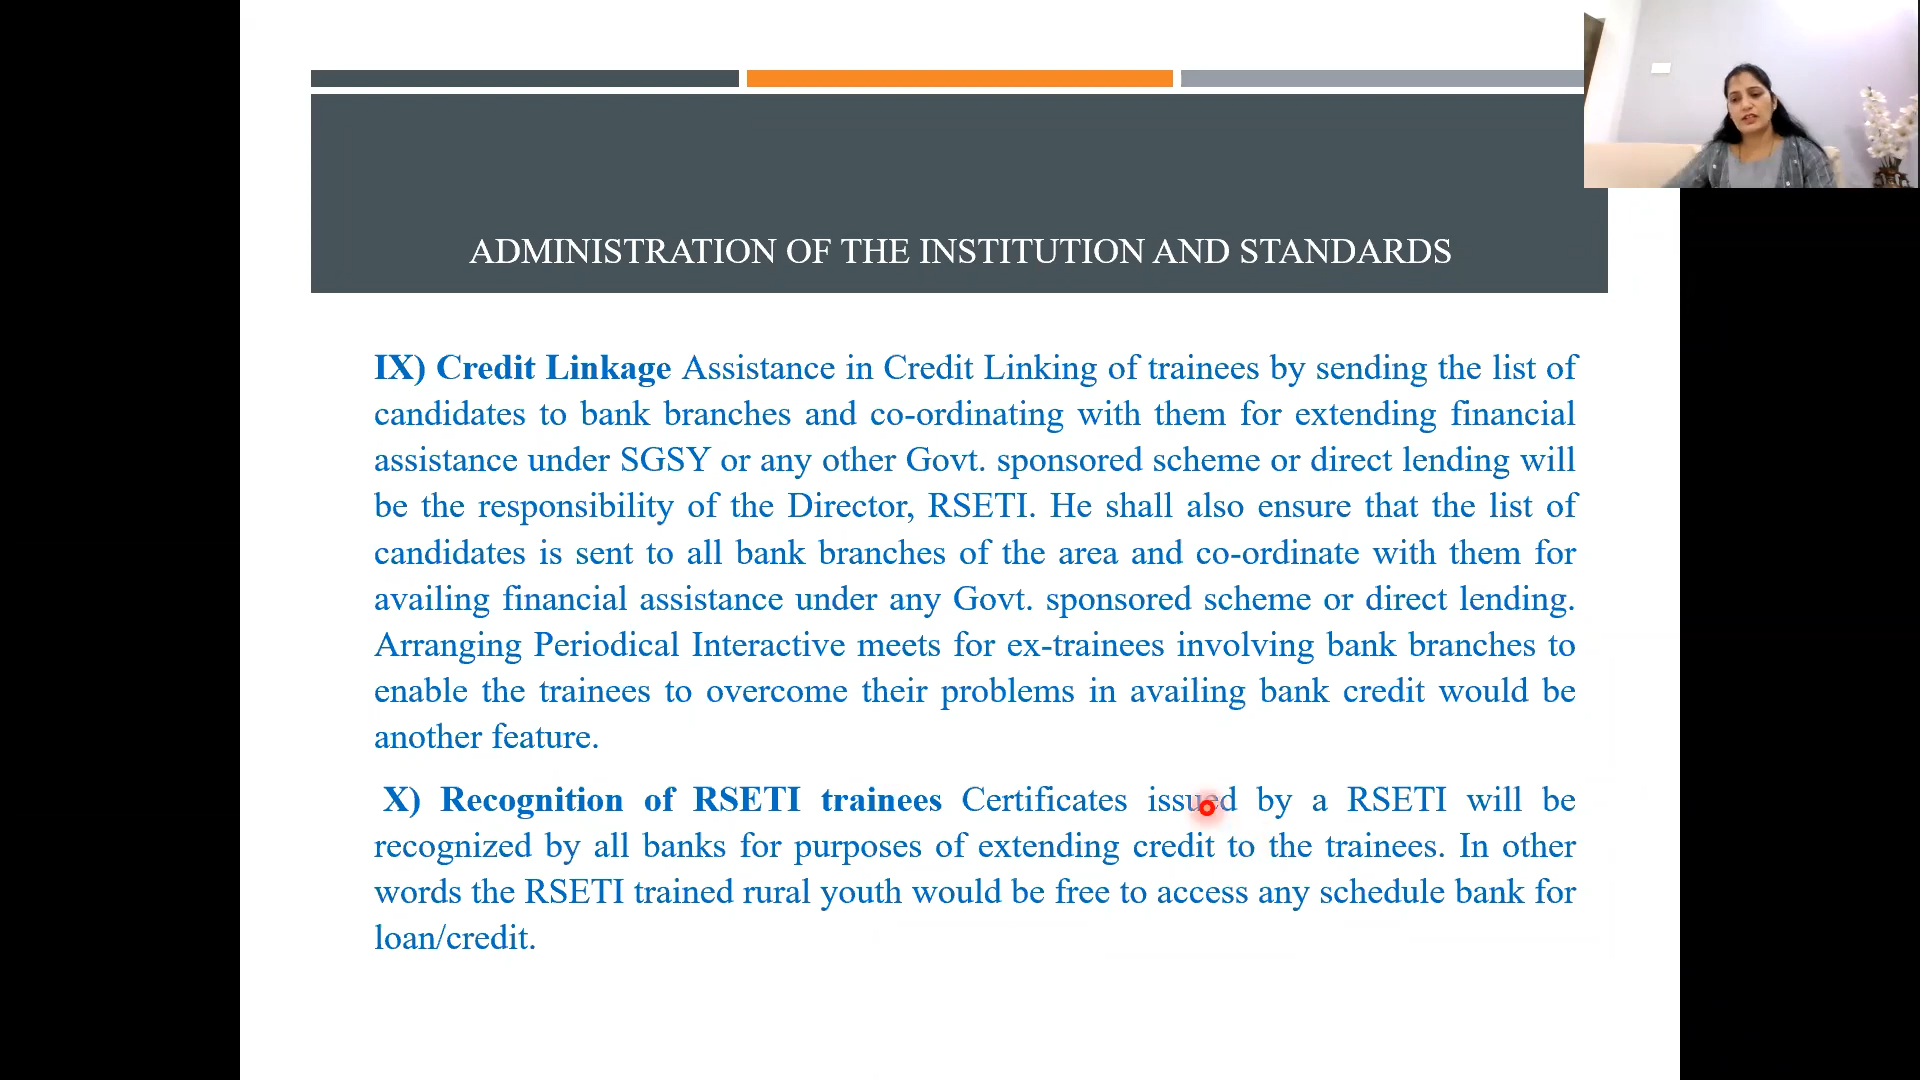 ADMINISTRATION OF THE INSTITUTION AND STANDARDS
IX) Credit Linkage Assistance in Credit Linking of trainees by sending the list of
candidates to bank branches and co-ordinating with them for extending financial
assistance under SGSY or any other Govt. sponsored scheme or direct lending will
be the responsibility of the Director, RSETI. He shall also ensure that the list of
candidates is sent to all bank branches of the area and co-ordinate with them for
availing financial assistance under any Govt. sponsored scheme or direct lending.
Arranging Periodical Interactive meets for ex-trainees involving bank branches to
enable the trainees to overcome their problems in availing bank credit would be
another feature.
X) Recognition of RSETI trainees Certificates issued by a RSETI will be
recognized by all banks for purposes of extending credit to the trainees. In other
words the RSETI trained rural youth would be free to access any schedule bank for
loan/credit.